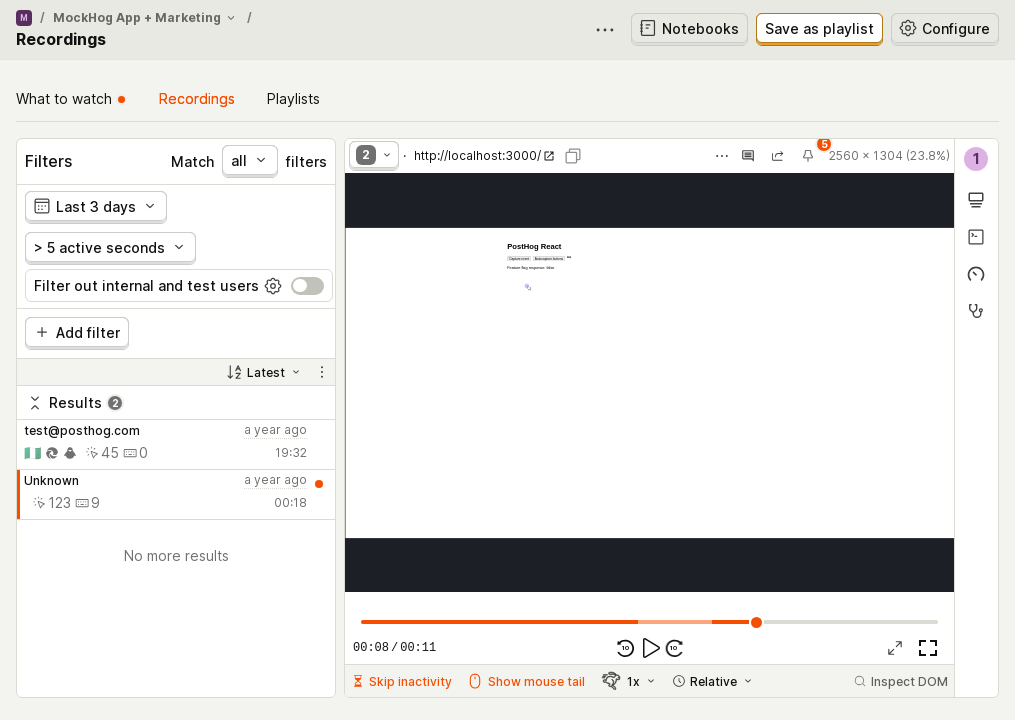 M / MockHog App + Marketing /
Recordings
Notebooks
Save as playlist
Configure
What to watch
Recordings
Playlists
Filters
Match all filters
Last 3 days
> 5 active seconds
Filter out internal and test users
Add filter
Latest
Results 2
test@posthog.com a year ago
45 0 19:32
Unknown a year ago
123 9 00:18
No more results
2 · http://localhost:3000/
5
2560 × 1304 (23.8%)
1
PostHog React
Capture event Autocapture buttons
Feature flag response: false
00:08 / 00:11
10
10
Skip inactivity
Show mouse tail
1x
Relative
Inspect DOM